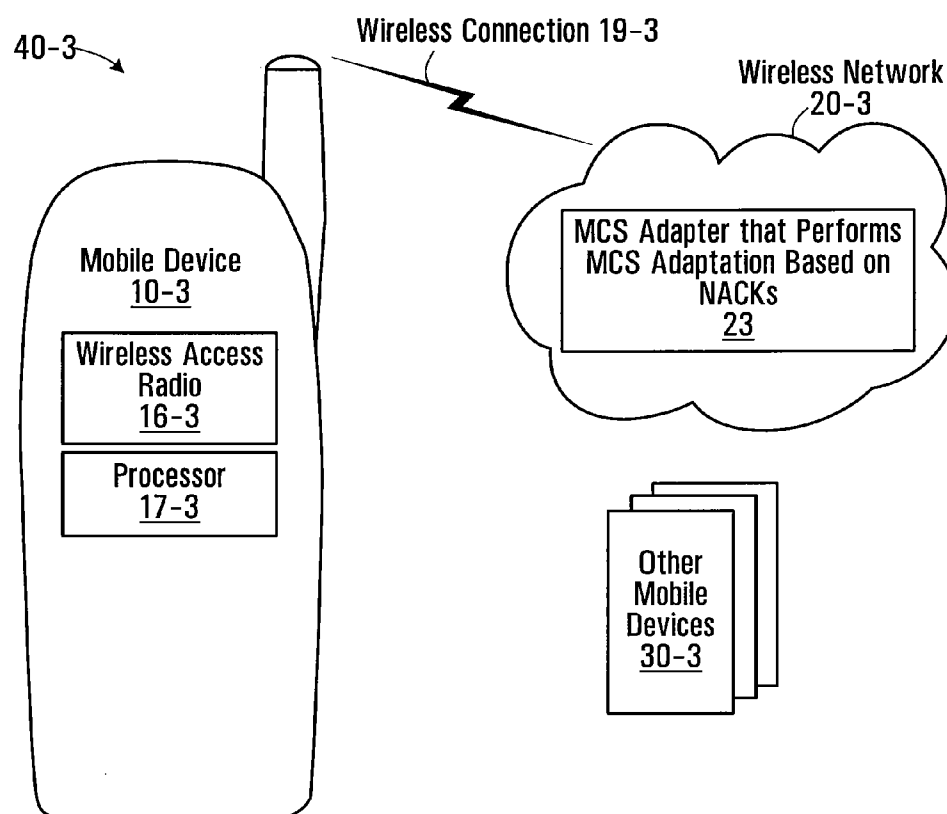 40-3
Wireless Connection 19-3
Wireless Network
20-3
Mobile Device
10-3
Wireless Access
Radio
16-3
Processor
17-3
MCS Adapter that Performs
MCS Adaptation Based on
NACKs
23
Other
Mobile
Devices
30-3